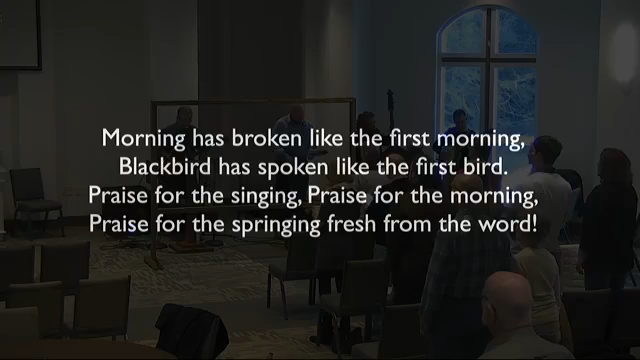 Morning has broken like the first morning,
Blackbird has spoken like the first bird.
Praise for the singing, Praise for the morning,
Praise for the springing fresh from the word!